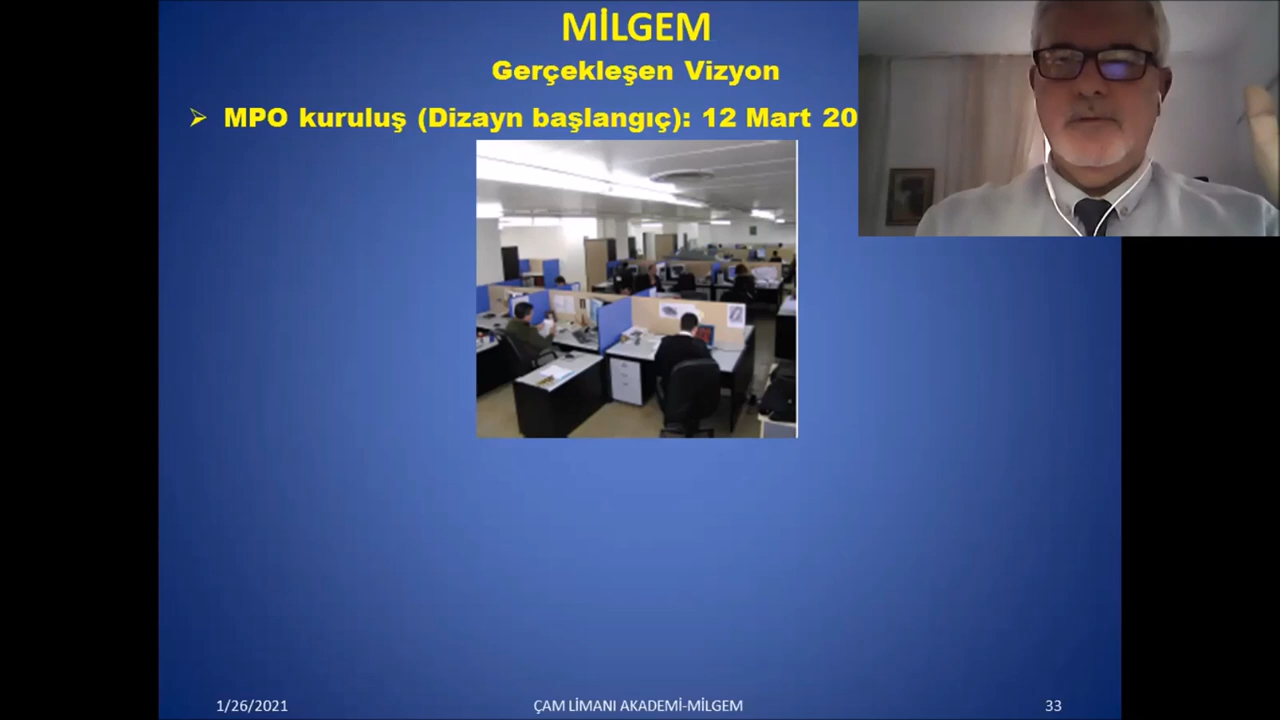 MİLGEM
Gerçekleşen Vizyon
➢ MPO kuruluş (Dizayn başlangıç): 12 Mart 20
1/26/2021
ÇAM LİMANI AKADEMİ-MİLGEM
33